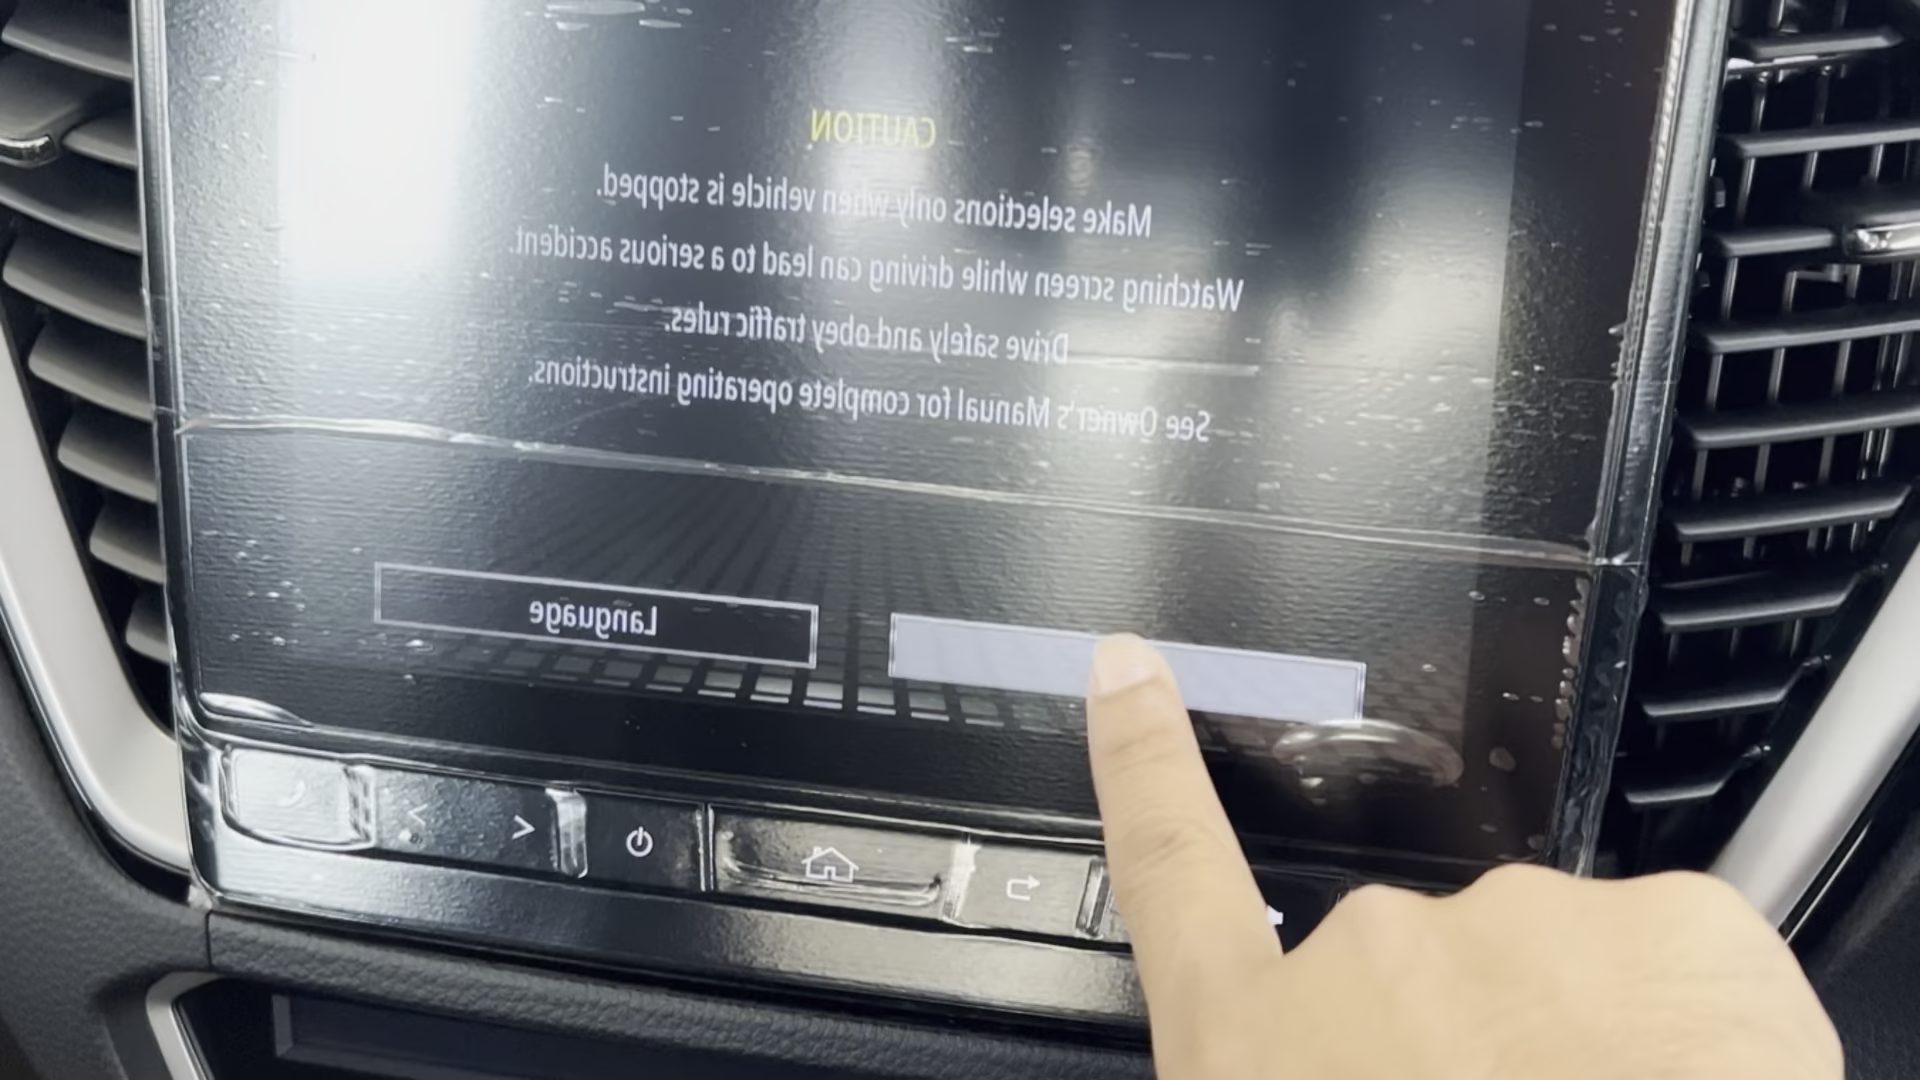 CAUTION
Make selections only when vehicle is stopped.
Watching screen while driving can lead to a serious accident.
Drive safely and obey traffic rules.
See Owner's Manual for complete operating instructions.
Language